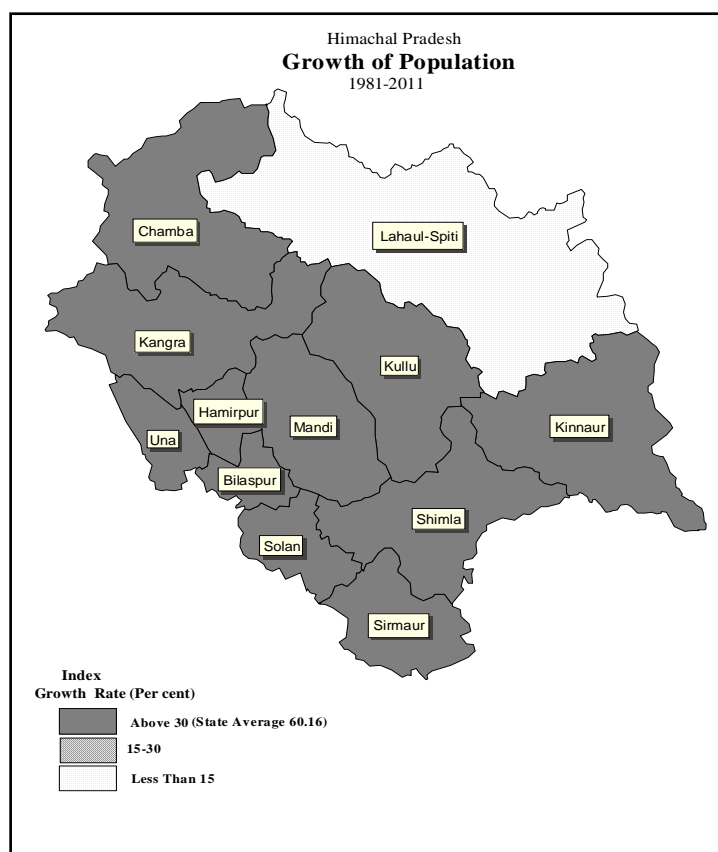 Himachal Pradesh
Growth of Population
1981-2011
Chamba
Lahaul-Spiti
Kangra
Kullu
Hamirpur
Mandi
Kinnaur
Una
Bilaspur
Shimla
Solan
Sirmaur
Index
Growth Rate (Per cent)
Above 30 (State Average 60.16)
15-30
Less Than 15